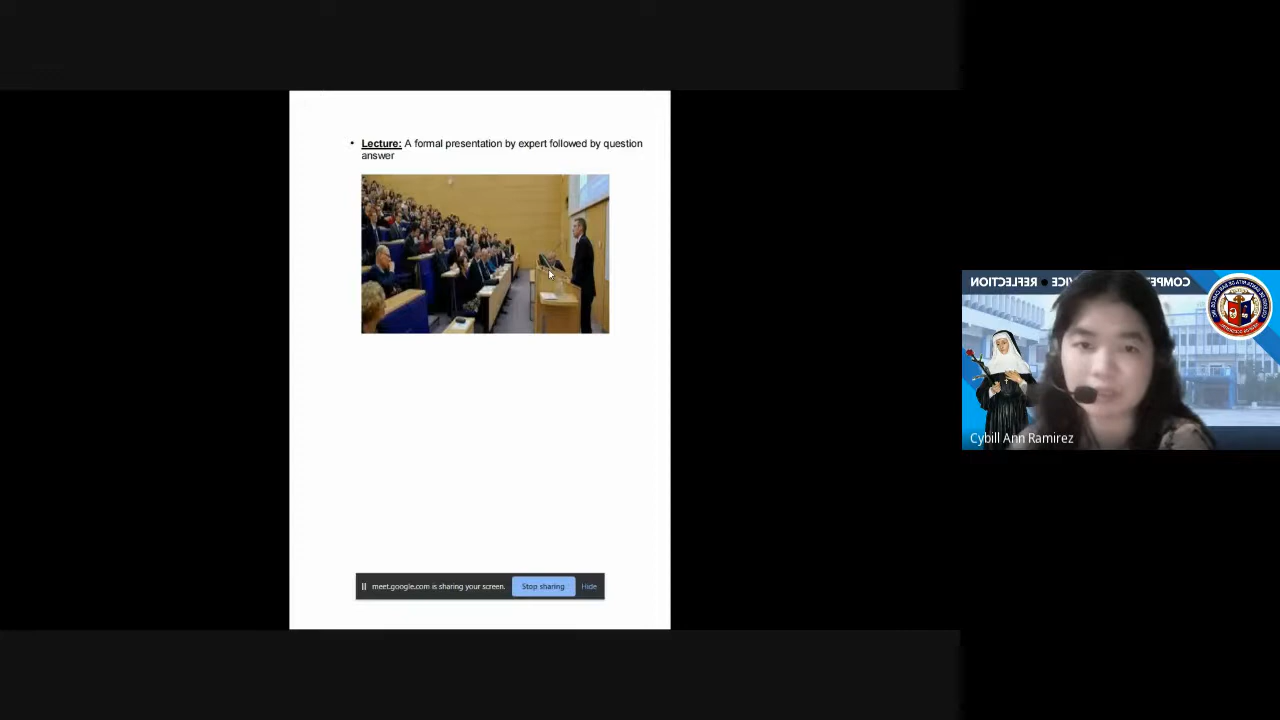 • Lecture: A formal presentation by expert followed by question
answer
meet.google.com is sharing your screen. Stop sharing Hide
COMPE VICE ● REFLECTION
Cybill Ann Ramirez